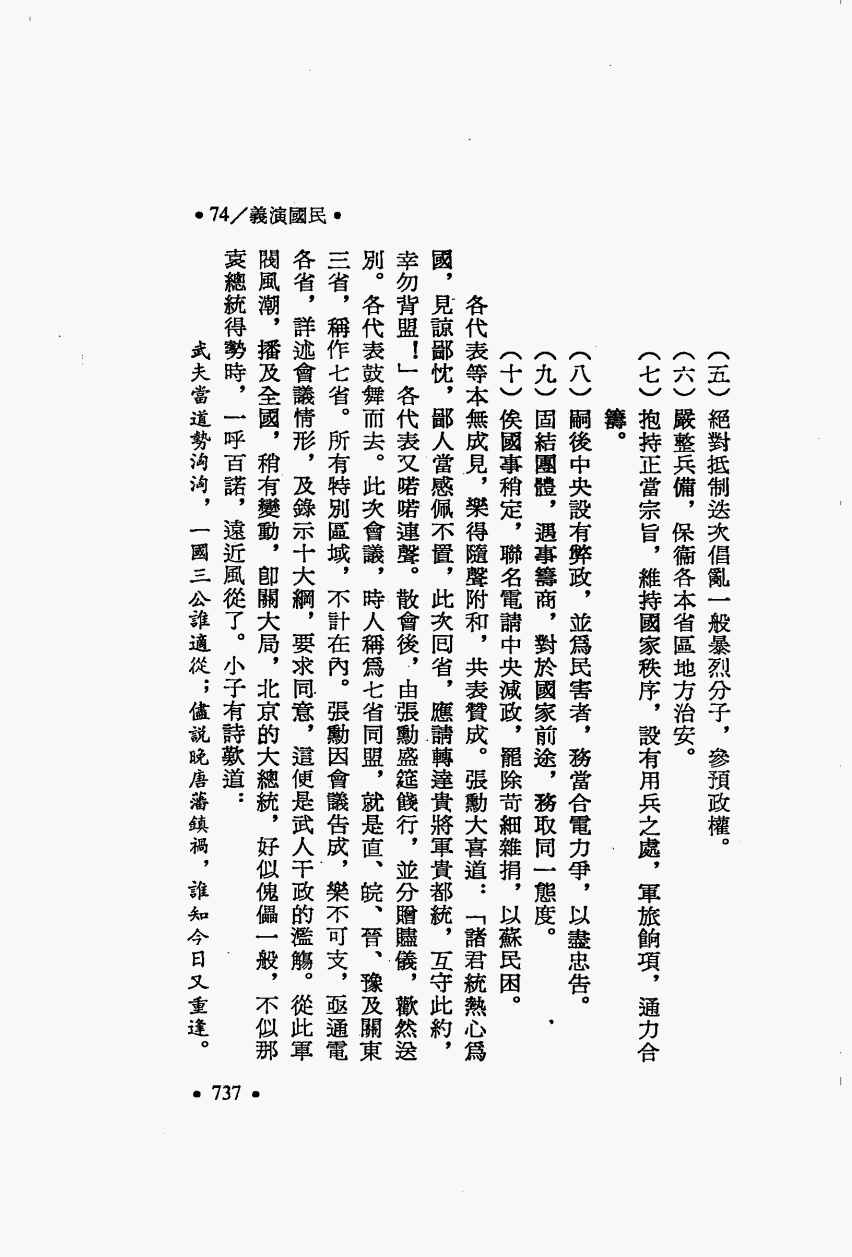 •74／義演國民•
（五）絕對抵制迭次倡亂一般暴烈分子，參預政權。
（六）嚴整兵備，保衞各本省區地方治安。
（七）抱持正當宗旨，維持國家秩序，設有用兵之處，軍旅餉項，通力合
籌。
（八）嗣後中央設有弊政，並爲民害者，務當合電力爭，以盡忠告。
（九）固結團體，遇事籌商，對於國家前途，務取同一態度。
（十）俟國事稍定，聯名電請中央減政，罷除苛細雜捐，以蘇民困。
各代表等本無成見，樂得隨聲附和，共表贊成。張勳大喜道：「諸君統熱心爲
國，見諒鄙忱，鄙人當感佩不置，此次囘省，應請轉達貴將軍貴都統，互守此約，
幸勿背盟！」各代表又喏喏連聲。散會後，由張勳盛筵餞行，並分贈贐儀，歡然送
別。各代表鼓舞而去。此次會議，時人稱爲七省同盟，就是直、皖、晉、豫及關東
三省，稱作七省。所有特別區域，不計在內。張勳因會議告成，樂不可支，亟通電
各省，詳述會議情形，及錄示十大綱，要求同意，這便是武人干政的濫觴。從此軍
閥風潮，播及全國，稍有變動，卽關大局，北京的大總統，好似傀儡一般，不似那
袁總統得勢時，一呼百諾，遠近風從了。小子有詩歎道：
武夫當道勢洶洶，一國三公誰適從；儘説晚唐藩鎮禍，誰知今日又重逢。
•737•